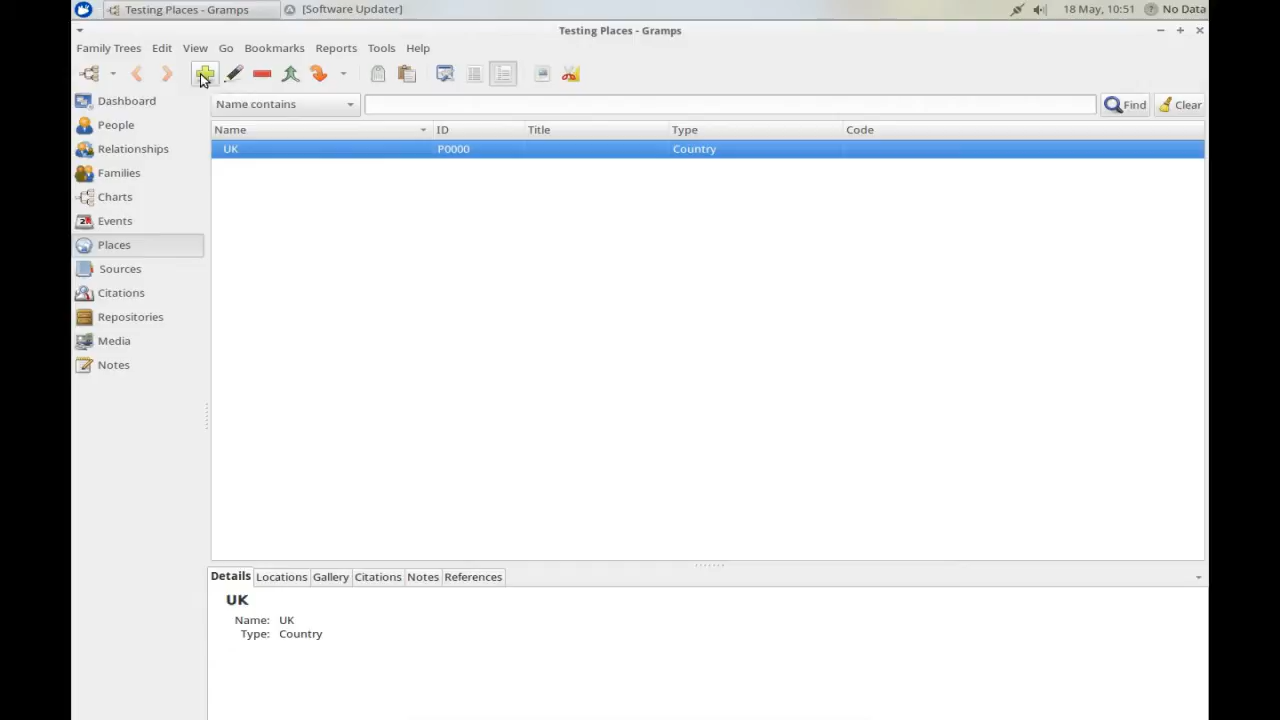 Testing Places - Gramps [Software Updater] 18 May, 10:51 No Data
Testing Places - Gramps
Family Trees Edit View Go Bookmarks Reports Tools Help
Dashboard
People
Relationships
Families
Charts
Events
Places
Sources
Citations
Repositories
Media
Notes
Name contains Find Clear
Name ID Title Type Code
UK P0000 Country
Details Locations Gallery Citations Notes References
UK
Name: UK
Type: Country